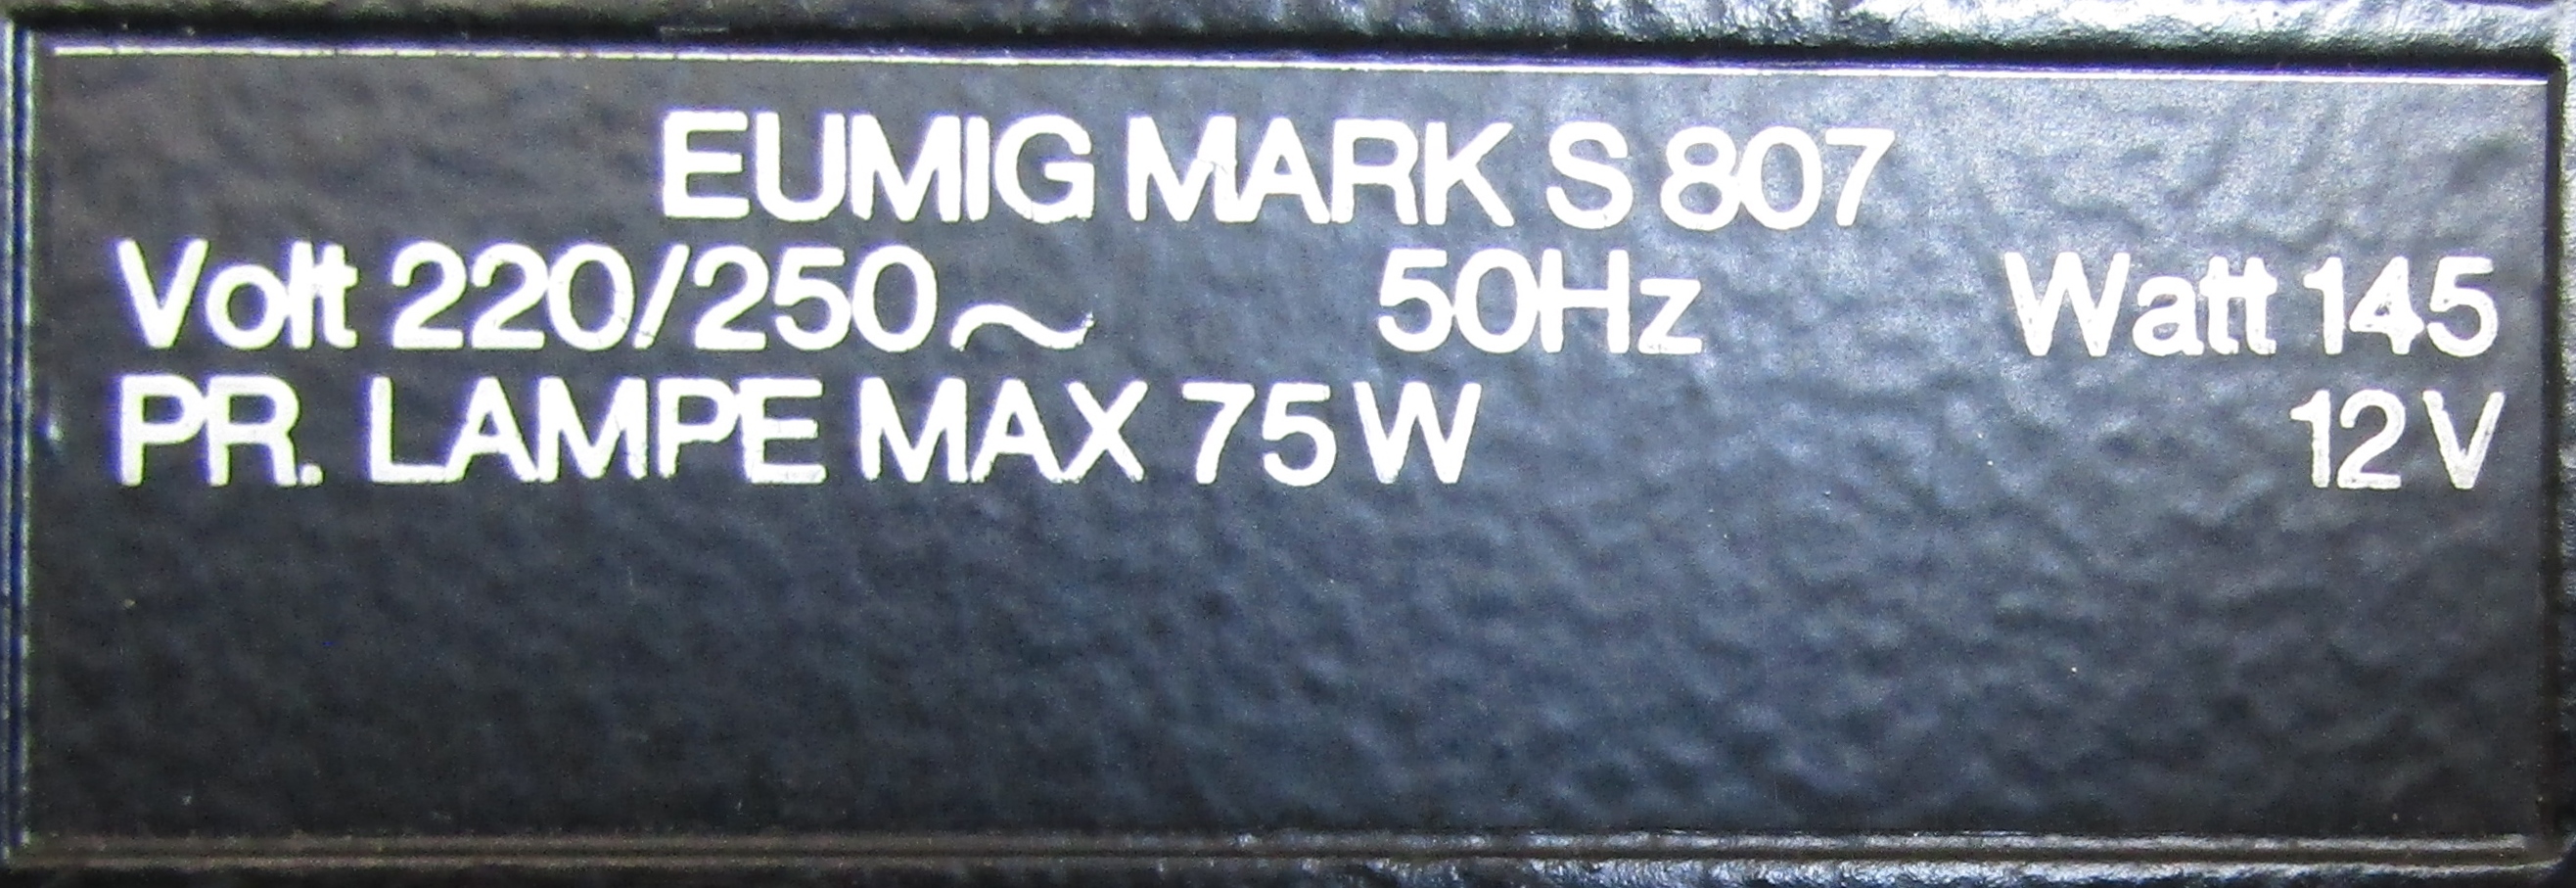 EUMIG MARK S 807
Volt 220/250~ 50Hz Watt 145
PR. LAMPE MAX 75 W 12 V